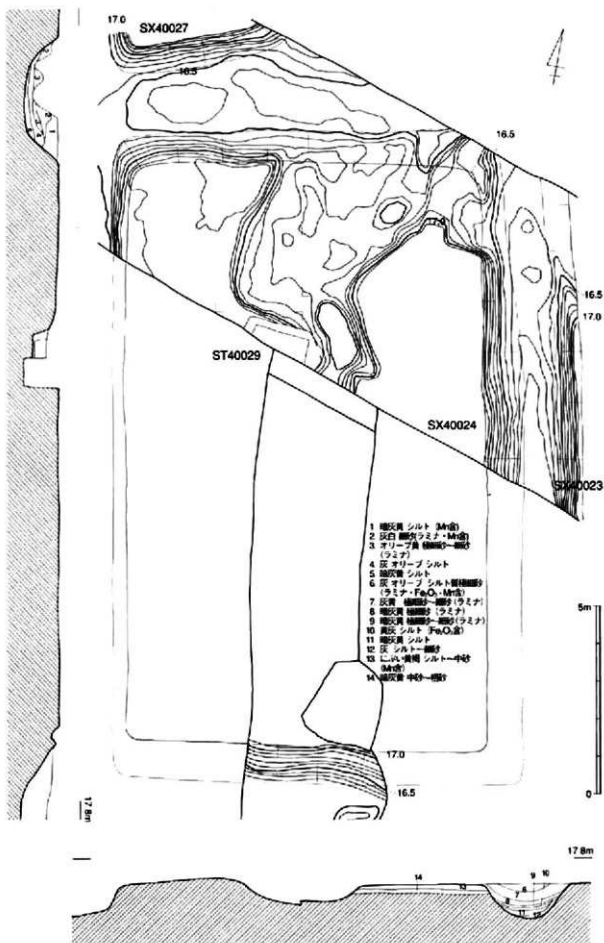 17.0
SX40027
16.5
16.5
16.5
17.0
ST40029
SX40024
SX40023
1 暗灰黄 シルト (Mn含)
2 灰白 細砂(ラミナ・Mn含)
3 オリーブ黄 極細砂～細砂
(ラミナ)
4 灰オリーブ シルト
5 暗灰黄 シルト
6 灰オリーブ シルト質極細砂
(ラミナ・Fe₂O₃・Mn含)
7 灰黄 極細砂～細砂 (ラミナ)
8 暗灰黄 極細砂 (ラミナ)
9 暗灰黄 極細砂～細砂 (ラミナ)
10 黄灰 シルト (Fe₂O₃含)
11 暗灰黄 シルト
12 灰 シルト～細砂
13 にぶい黄褐 シルト～中砂
(Mn含)
14 暗灰黄 中砂～粗砂
5m
0
17.0
16.5
17.8m
17.8m
14
13
9
10
8
7
11
12